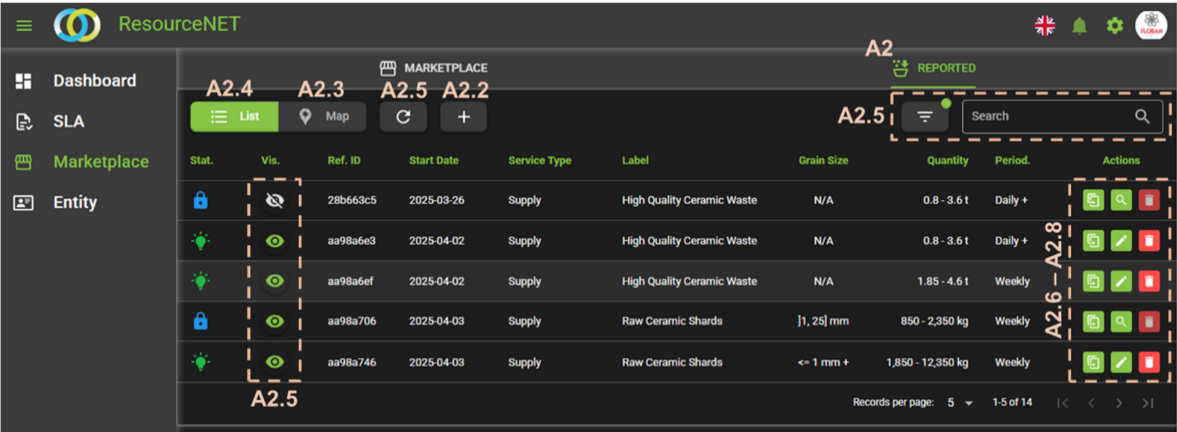 ResourceNET
FLORAM
A2
Dashboard
MARKETPLACE
REPORTED
A2.4 A2.3 A2.5 A2.2
SLA
List Map
A2.5
Search
Marketplace
Stat. Vis. Ref. ID Start Date Service Type Label Grain Size Quantity Period. Actions
Entity
28b663c5 2025-03-26 Supply High Quality Ceramic Waste N/A 0.8 - 3.6 t Daily +
aa98a6e3 2025-04-02 Supply High Quality Ceramic Waste N/A 0.8 - 3.6 t Daily +
aa98a6ef 2025-04-02 Supply High Quality Ceramic Waste N/A 1.85 - 4.6 t Weekly
aa98a706 2025-04-03 Supply Raw Ceramic Shards ]1, 25] mm 850 - 2,350 kg Weekly
aa98a746 2025-04-03 Supply Raw Ceramic Shards <= 1 mm + 1,850 - 12,350 kg Weekly
A2.6 – A2.8
A2.5
Records per page: 5 1-5 of 14